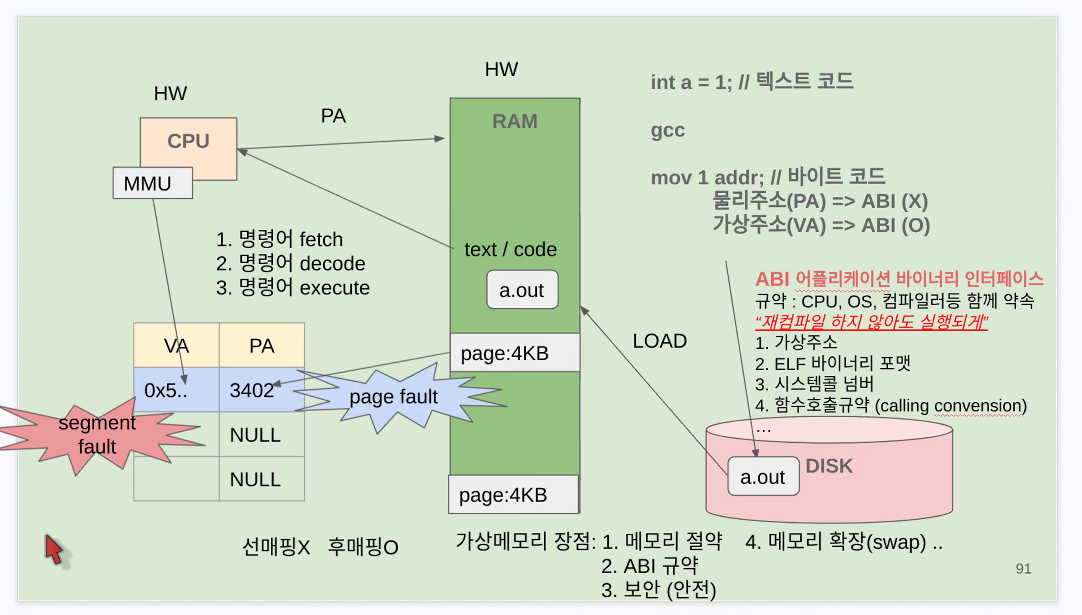 HW
HW
CPU
MMU
PA
RAM
int a = 1; // 텍스트 코드
gcc
mov 1 addr; // 바이트 코드
물리주소(PA) => ABI (X)
가상주소(VA) => ABI (O)
1. 명령어 fetch
2. 명령어 decode
3. 명령어 execute
text / code
a.out
ABI 어플리케이션 바이너리 인터페이스
규약 : CPU, OS, 컴파일러등 함께 약속
“재컴파일 하지 않아도 실행되게”
1. 가상주소
2. ELF 바이너리 포맷
3. 시스템콜 넘버
4. 함수호출규약 (calling convension)
...
LOAD
VA PA
0x5.. 3402
NULL
NULL
segment
fault
page fault
page:4KB
page:4KB
a.out
DISK
선매핑X 후매핑O
가상메모리 장점: 1. 메모리 절약 4. 메모리 확장(swap) ..
2. ABI 규약
3. 보안 (안전)
91